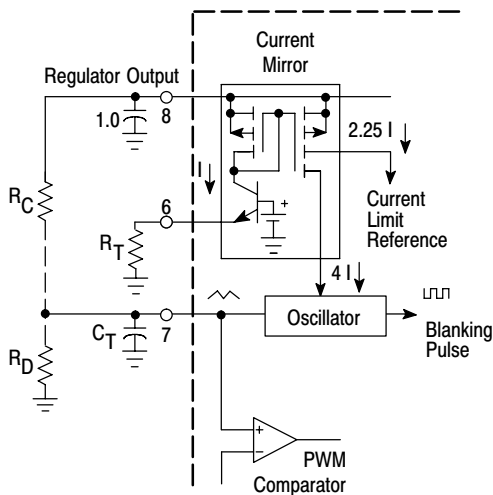 Current
Mirror
Regulator Output
1.0
8
2.25 I
I
R_C
6
Current
Limit
Reference
R_T
4 I
C_T
7
Oscillator
Blanking
Pulse
R_D
+
+
−
PWM
Comparator